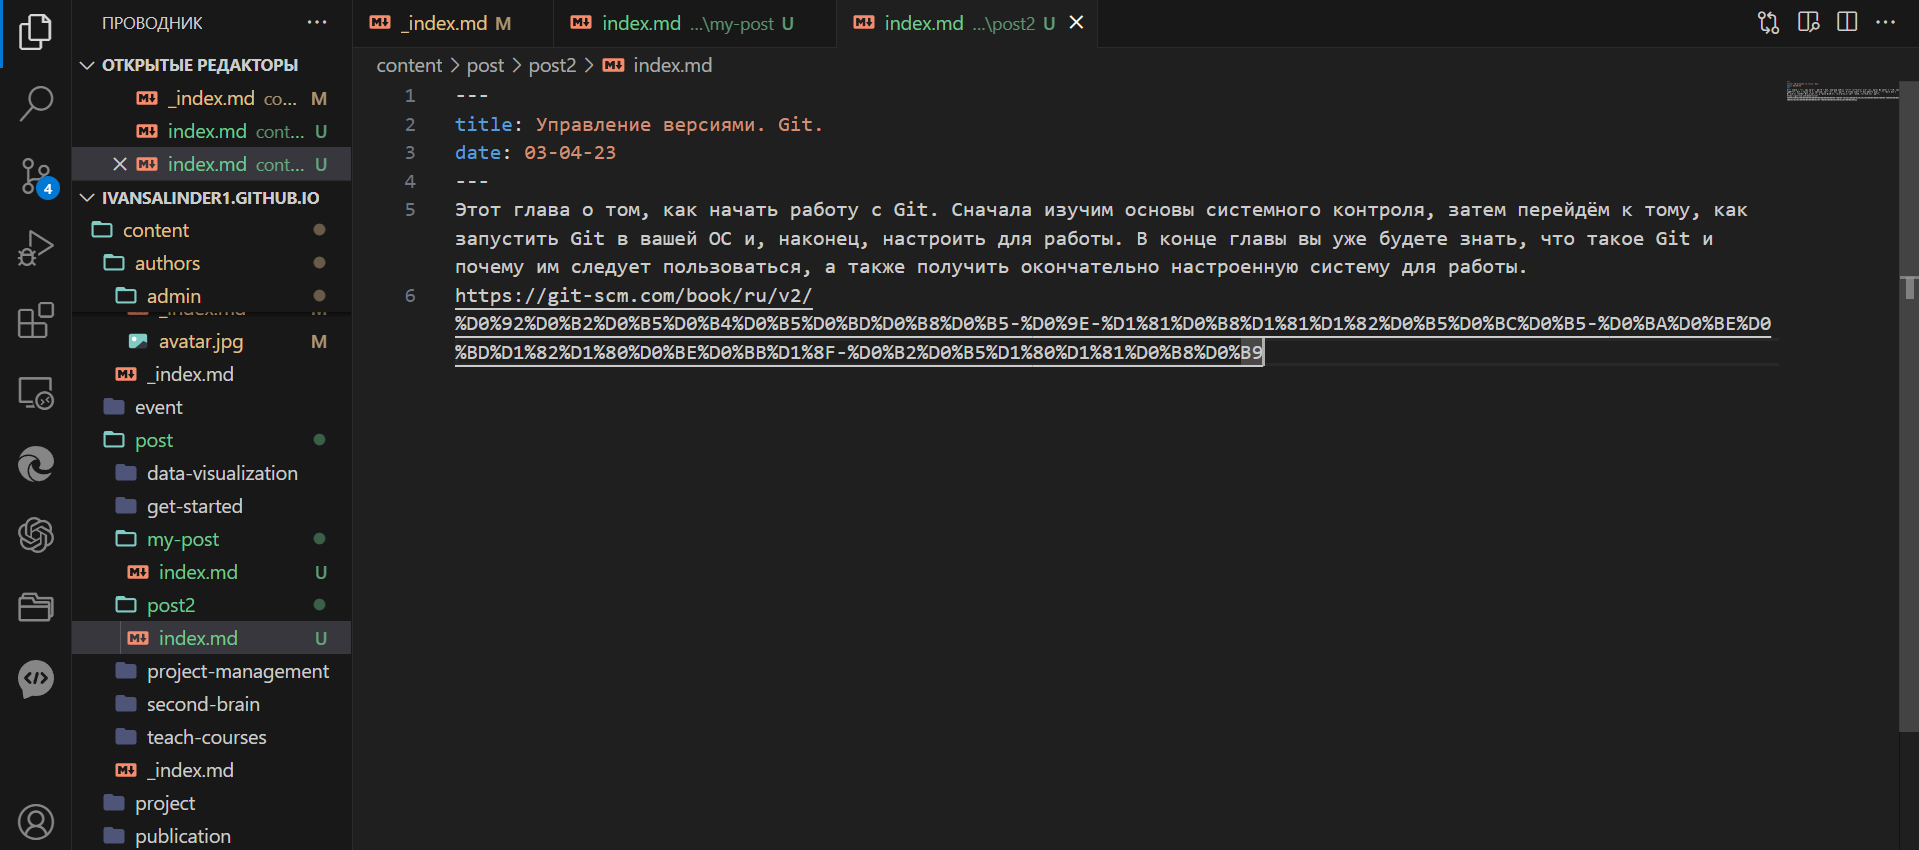 ПРОВОДНИК ···
ОТКРЫТЫЕ РЕДАКТОРЫ
_index.md co... M
index.md cont... U
index.md cont... U
4
IVANSALINDER1.GITHUB.IO
content
authors
admin
_index.md M
avatar.jpg M
_index.md
event
post
data-visualization
get-started
my-post
index.md U
post2
index.md U
project-management
second-brain
teach-courses
_index.md
project
publication
_index.md M
index.md ...\my-post U
index.md ...\post2 U
content > post > post2 > index.md
1 ---
2 title: Управление версиями. Git.
3 date: 03-04-23
4 ---
5 Этот глава о том, как начать работу с Git. Сначала изучим основы системного контроля, затем перейдём к тому, как
запустить Git в вашей ОС и, наконец, настроить для работы. В конце главы вы уже будете знать, что такое Git и
почему им следует пользоваться, а также получить окончательно настроенную систему для работы.
6 https://git-scm.com/book/ru/v2/
%D0%92%D0%B2%D0%B5%D0%B4%D0%B5%D0%BD%D0%B8%D0%B5-%D0%9E-%D1%81%D0%B8%D1%81%D1%82%D0%B5%D0%BC%D0%B5-%D0%BA%D0%BE%D0
%BD%D1%82%D1%80%D0%BE%D0%BB%D1%8F-%D0%B2%D0%B5%D1%80%D1%81%D0%B8%D0%B9